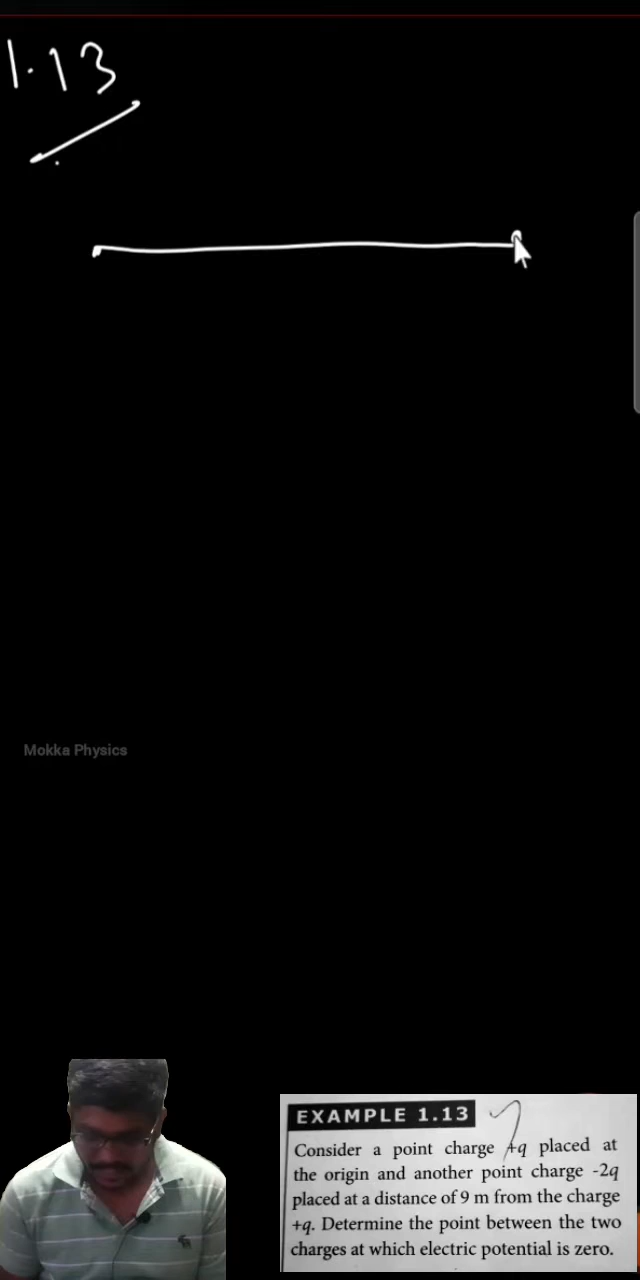 1.13
Mokka Physics
EXAMPLE 1.13
Consider a point charge +q placed at
the origin and another point charge -2q
placed at a distance of 9 m from the charge
+q. Determine the point between the two
charges at which electric potential is zero.